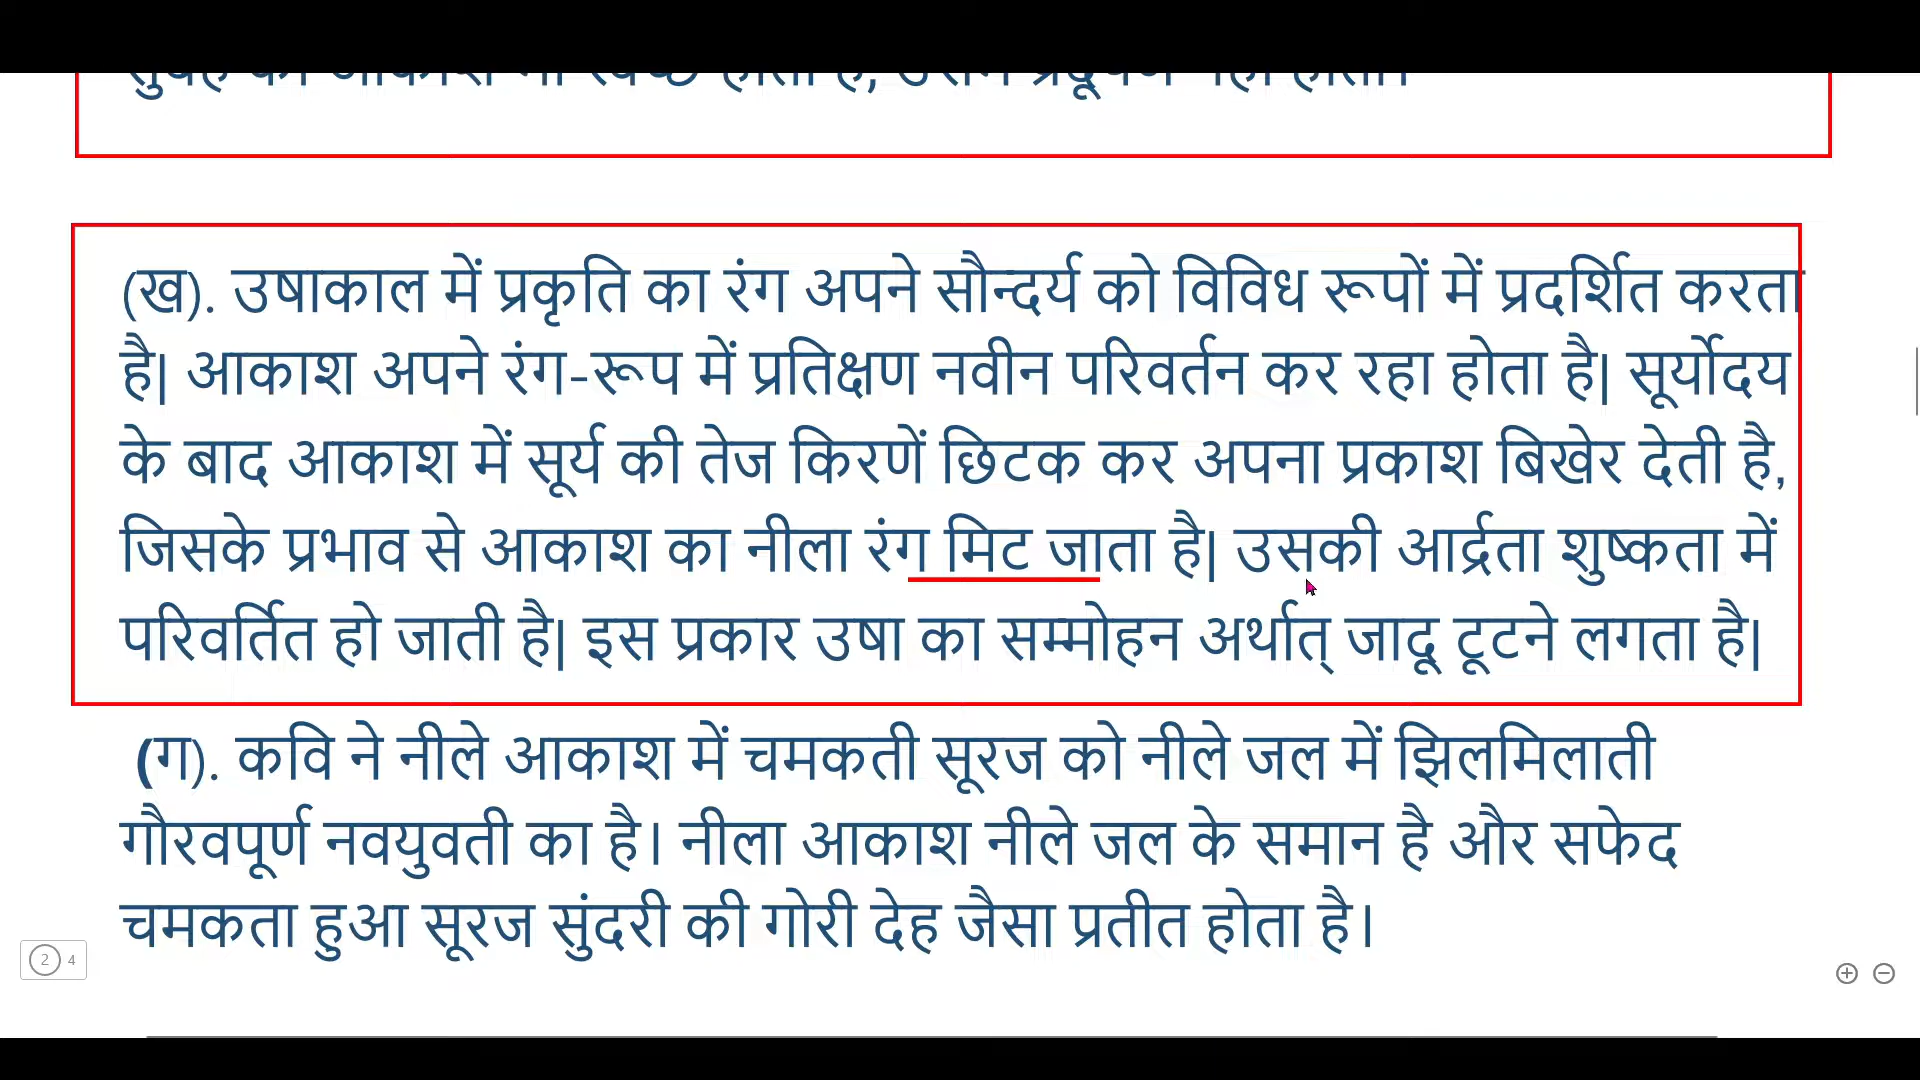 (ख). उषाकाल में प्रकृति का रंग अपने सौन्दर्य को विविध रूपों में प्रदर्शित करता
है| आकाश अपने रंग-रूप में प्रतिक्षण नवीन परिवर्तन कर रहा होता है| सूर्योदय
के बाद आकाश में सूर्य की तेज किरणें छिटक कर अपना प्रकाश बिखेर देती है,
जिसके प्रभाव से आकाश का नीला रंग मिट जाता है| उसकी आर्द्रता शुष्कता में
परिवर्तित हो जाती है| इस प्रकार उषा का सम्मोहन अर्थात् जादू टूटने लगता है|
(ग). कवि ने नीले आकाश में चमकती सूरज को नीले जल में झिलमिलाती
गौरवपूर्ण नवयुवती का है। नीला आकाश नीले जल के समान है और सफेद
चमकता हुआ सूरज सुंदरी की गोरी देह जैसा प्रतीत होता है।
2 4